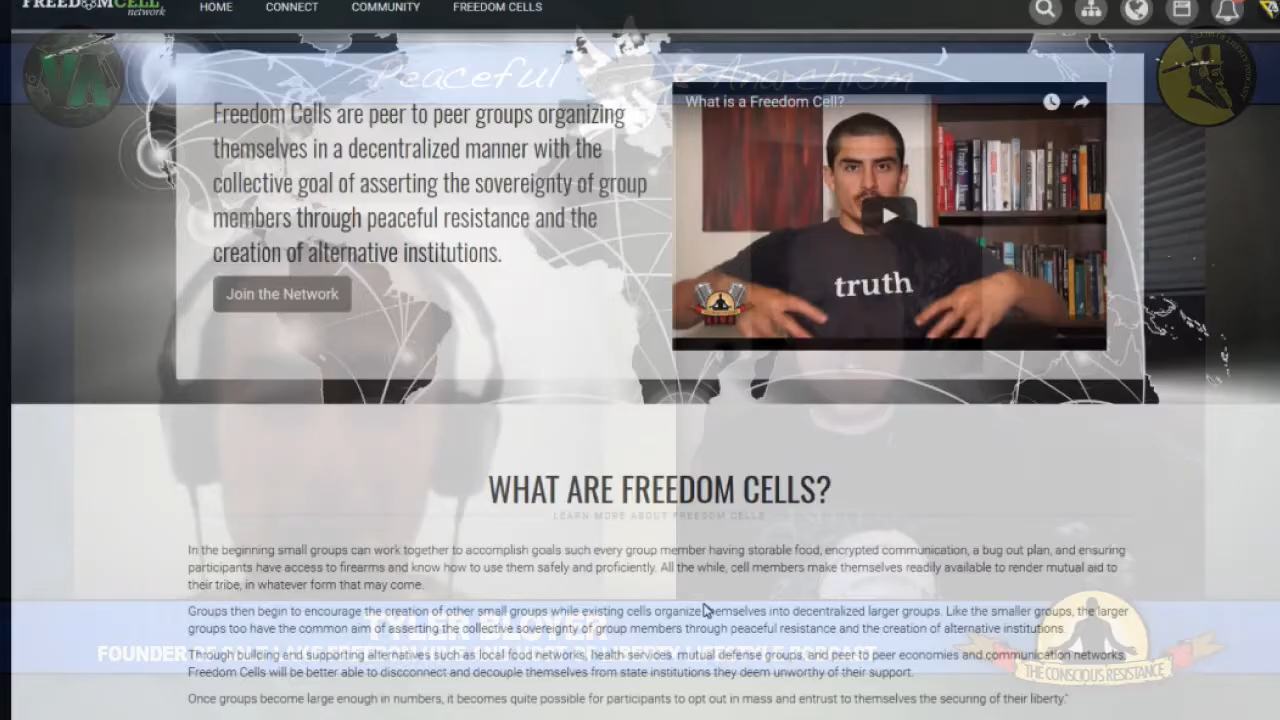 FREEDOMCELL
network
HOME CONNECT COMMUNITY FREEDOM CELLS
Peaceful Anarchism
VA
What is a Freedom Cell?
Freedom Cells are peer to peer groups organizing
themselves in a decentralized manner with the
collective goal of asserting the sovereignty of group
members through peaceful resistance and the
creation of alternative institutions.
truth
Join the Network
WHAT ARE FREEDOM CELLS?
LEARN MORE ABOUT FREEDOM CELLS
In the beginning small groups can work together to accomplish goals such every group member having storable food, encrypted communication, a bug out plan, and ensuring
participants have access to firearms and know how to use them safely and proficiently. All the while, cell members make themselves readily available to render mutual aid to
their tribe, in whatever form that may come.
Groups then begin to encourage the creation of other small groups while existing cells organize themselves into decentralized larger groups. Like the smaller groups, the larger
groups too have the common aim of asserting the collective sovereignty of group members through peaceful resistance and the creation of alternative institutions.
Through building and supporting alternatives such as local food networks, health services, mutual defense groups, and peer to peer economies and communication networks,
Freedom Cells will be better able to disconnect and decouple themselves from state institutions they deem unworthy of their support.
Once groups become large enough in numbers, it becomes quite possible for participants to opt out in mass and entrust to themselves the securing of their liberty."
FOUNDER
THE CONSCIOUS RESISTANCE